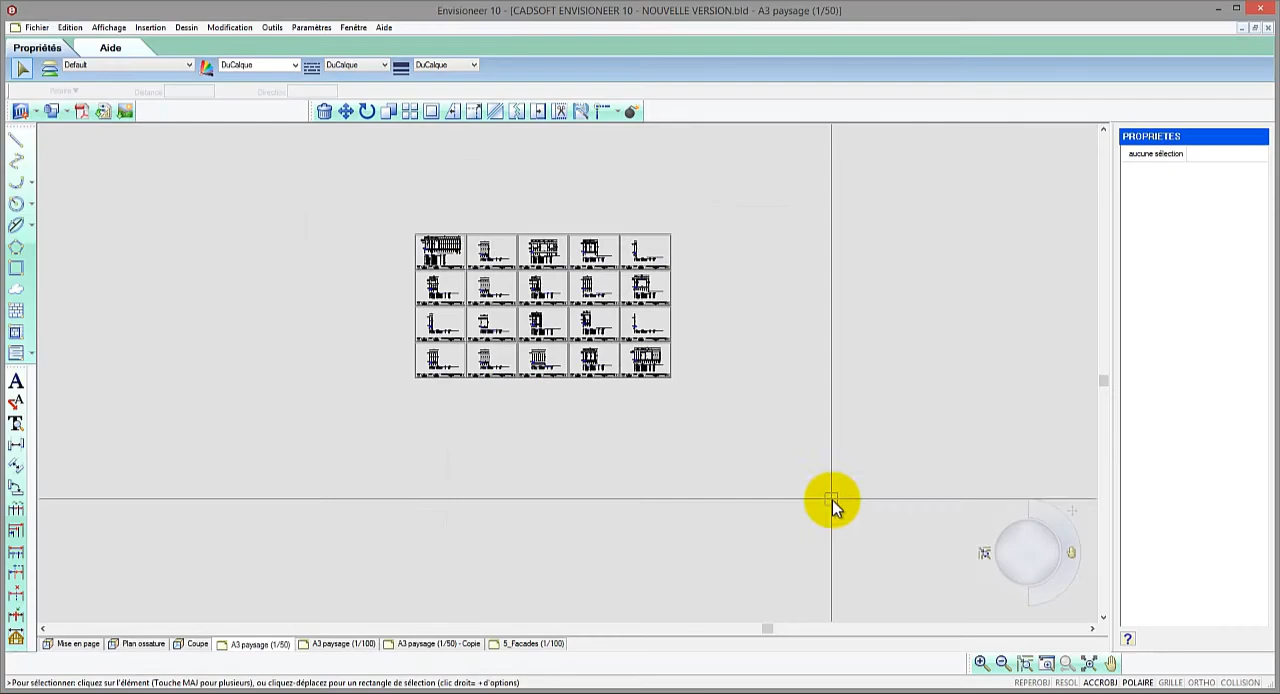 Envisioneer 10 - [CADSOFT ENVISIONEER 10 - NOUVELLE VERSION.bld - A3 paysage (1/50)]
Fichier Edition Affichage Insertion Dessin Modification Outils Paramètres Fenêtre Aide
Propriétés Aide
Default DuCalque DuCalque DuCalque
Relative Distance Direction
PROPRIETES
aucune sélection
Mise en page Plan ossature Coupe A3 paysage (1/50) A3 paysage (1/100) A3 paysage (1/50) - Copie 5_Facades (1/100)
>Pour sélectionner: cliquez sur l'élément (Touche MAJ pour plusieurs), ou cliquez-déplacez pour un rectangle de sélection (clic droit= +d'options) REPEROBJ RESOL ACCROBJ POLAIRE GRILLE ORTHO COLLISION